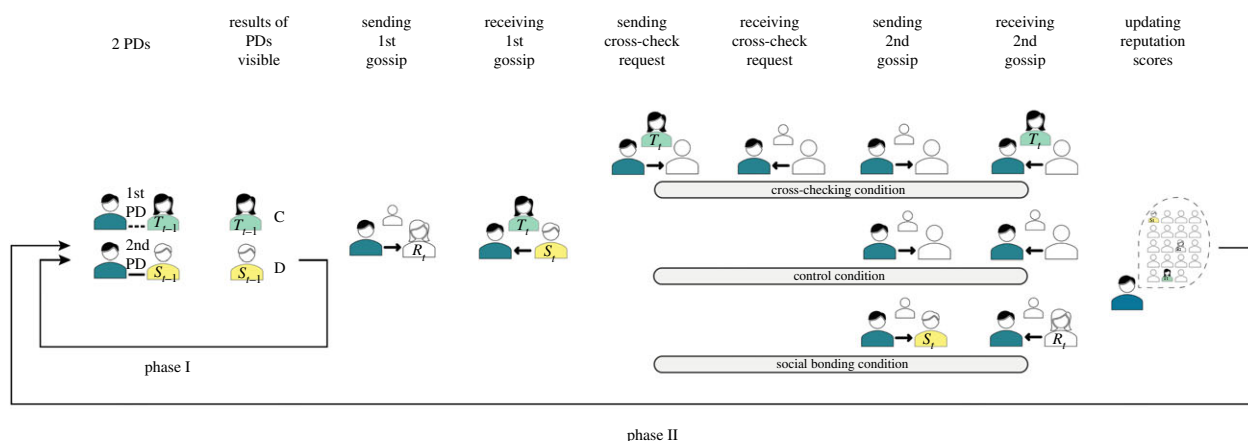 2 PDs
results of
PDs
visible
sending
1st
gossip
receiving
1st
gossip
sending
cross-check
request
receiving
cross-check
request
sending
2nd
gossip
receiving
2nd
gossip
updating
reputation
scores
T_t
T_t
cross-checking condition
1st
PD
T_{t–1}
T_{t–1}
C
2nd
PD
S_{t–1}
S_{t–1}
D
R_t
T_t
S_t
control condition
S_t
R_t
social bonding condition
phase I
phase II